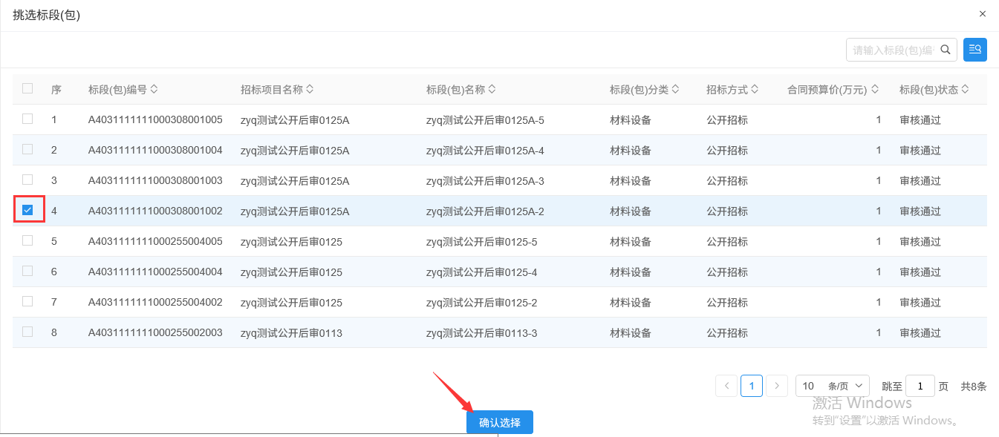 挑选标段(包)
请输入标段(包)编
序 标段(包)编号 招标项目名称 标段(包)名称 标段(包)分类 招标方式 合同预算价(万元) 标段(包)状态
1 A4031111111000308001005 zyq测试公开后审0125A zyq测试公开后审0125A-5 材料设备 公开招标 1 审核通过
2 A4031111111000308001004 zyq测试公开后审0125A zyq测试公开后审0125A-4 材料设备 公开招标 1 审核通过
3 A4031111111000308001003 zyq测试公开后审0125A zyq测试公开后审0125A-3 材料设备 公开招标 1 审核通过
4 A4031111111000308001002 zyq测试公开后审0125A zyq测试公开后审0125A-2 材料设备 公开招标 1 审核通过
5 A4031111111000255004005 zyq测试公开后审0125 zyq测试公开后审0125-5 材料设备 公开招标 1 审核通过
6 A4031111111000255004004 zyq测试公开后审0125 zyq测试公开后审0125-4 材料设备 公开招标 1 审核通过
7 A4031111111000255004002 zyq测试公开后审0125 zyq测试公开后审0125-2 材料设备 公开招标 1 审核通过
8 A4031111111000255002003 zyq测试公开后审0113 zyq测试公开后审0113-3 材料设备 公开招标 1 审核通过
1 10 条/页 跳至 1 页 共8条
激活 Windows
转到“设置”以激活 Windows。
确认选择